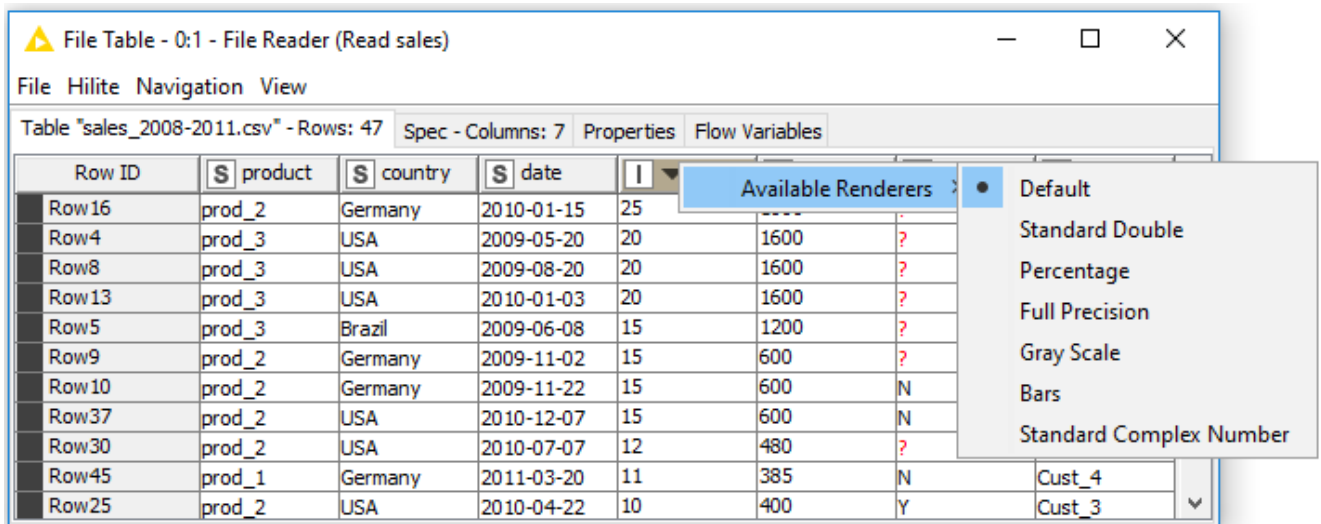 File Table - 0:1 - File Reader (Read sales)
File Hilite Navigation View
Table "sales_2008-2011.csv" - Rows: 47 Spec - Columns: 7 Properties Flow Variables
Row ID S product S country S date I
Available Renderers
Default
Standard Double
Percentage
Full Precision
Gray Scale
Bars
Standard Complex Number
Row16 prod_2 Germany 2010-01-15 25 ?
Row4 prod_3 USA 2009-05-20 20 1600 ?
Row8 prod_3 USA 2009-08-20 20 1600 ?
Row13 prod_3 USA 2010-01-03 20 1600 ?
Row5 prod_3 Brazil 2009-06-08 15 1200 ?
Row9 prod_2 Germany 2009-11-02 15 600 ?
Row10 prod_2 Germany 2009-11-22 15 600 N
Row37 prod_2 USA 2010-12-07 15 600 N
Row30 prod_2 USA 2010-07-07 12 480 ?
Row45 prod_1 Germany 2011-03-20 11 385 N Cust_4
Row25 prod_2 USA 2010-04-22 10 400 Y Cust_3